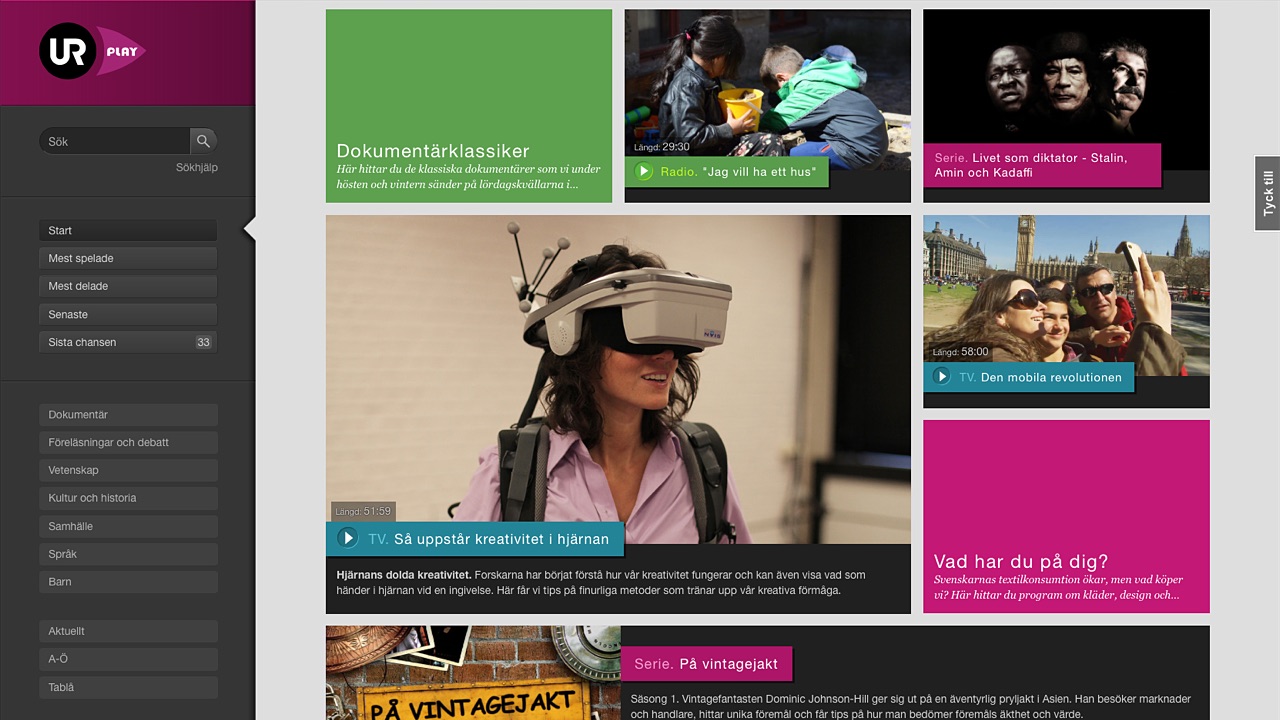 UR PLAY
Sök
Sökhjälp
Start
Mest spelade
Mest delade
Senaste
Sista chansen 33
Dokumentär
Föreläsningar och debatt
Vetenskap
Kultur och historia
Samhälle
Språk
Barn
Aktuellt
A-Ö
Tablå
Dokumentärklassiker
Här hittar du de klassiska dokumentärer som vi under
hösten och vintern sänder på lördagskvällarna i...
Längd: 29:30
Radio. "Jag vill ha ett hus"
Serie. Livet som diktator - Stalin,
Amin och Kadaffi
Tyck till
Längd: 51:59
TV. Så uppstår kreativitet i hjärnan
Hjärnans dolda kreativitet. Forskarna har börjat förstå hur vår kreativitet fungerar och kan även visa vad som
händer i hjärnan vid en ingivelse. Här får vi tips på finurliga metoder som tränar upp vår kreativa förmåga.
Längd: 58:00
TV. Den mobila revolutionen
Vad har du på dig?
Svenskarnas textilkonsumtion ökar, men vad köper
vi? Här hittar du program om kläder, design och...
PÅ VINTAGEJAKT
Serie. På vintagejakt
Säsong 1. Vintagefantasten Dominic Johnson-Hill ger sig ut på en äventyrlig pryljakt i Asien. Han besöker marknader
och handlare, hittar unika föremål och får tips på hur man bedömer föremåls äkthet och värde.